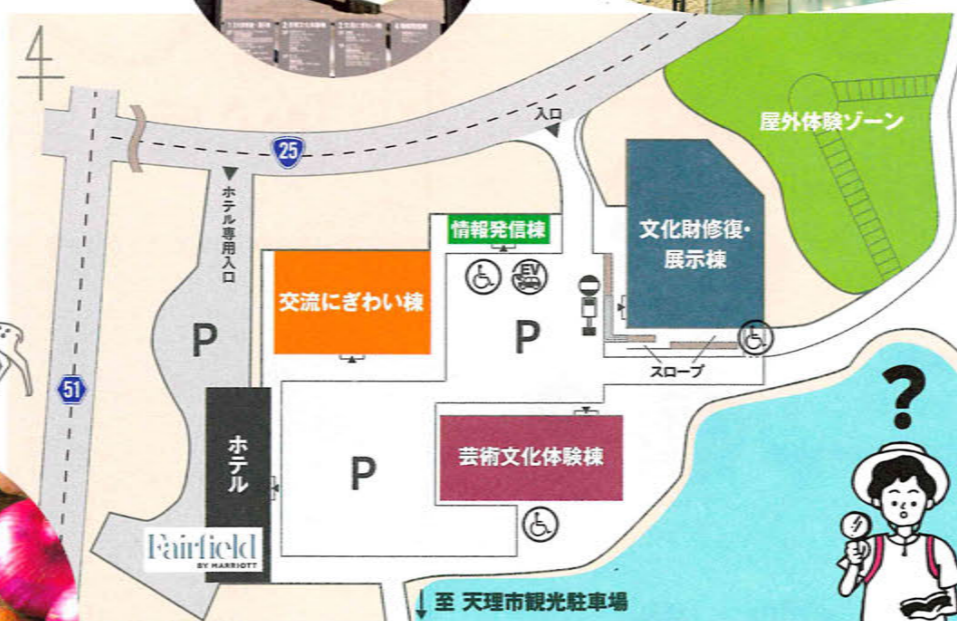 4
入口
屋外体験ゾーン
25
ホテル専用入口
情報発信棟
文化財修復・
展示棟
EV
交流にぎわい棟
P
P
スロープ
51
?
ホテル
P
芸術文化体験棟
Fairfield
BY MARRIOTT
至 天理市観光駐車場